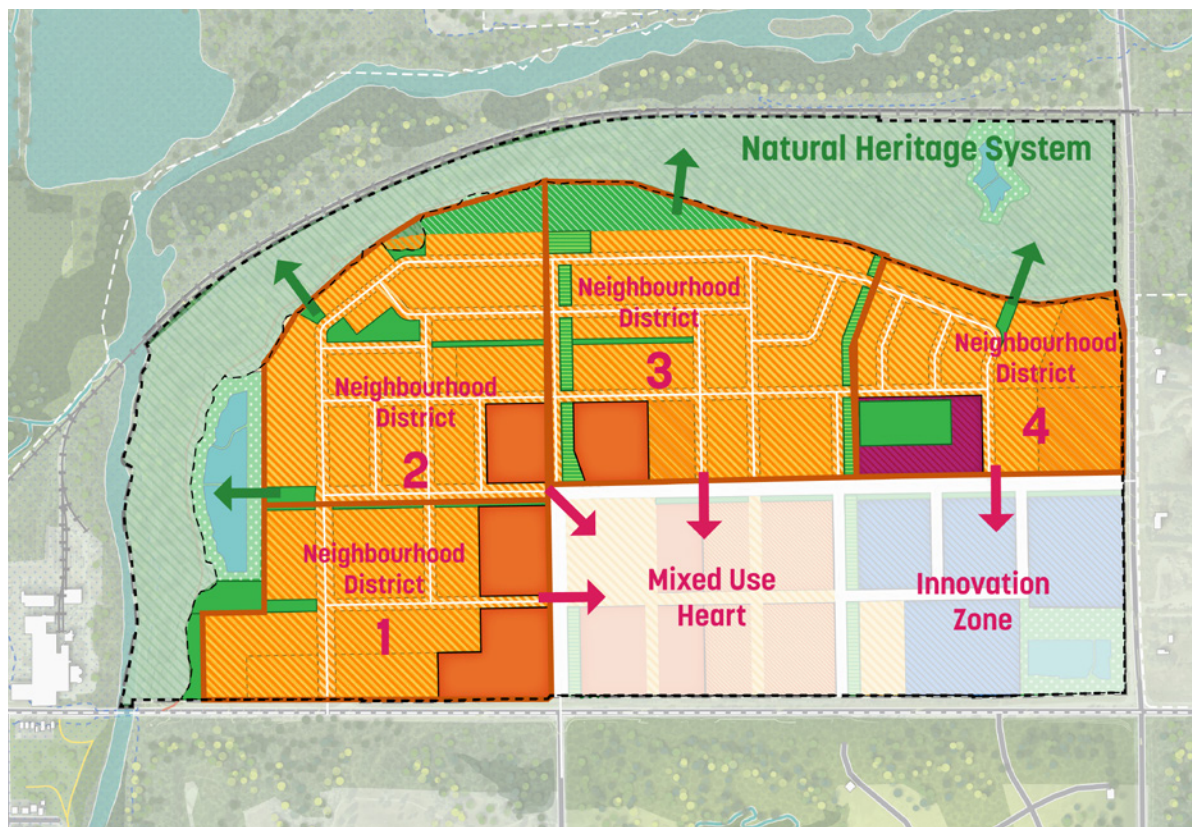 Natural Heritage System
Neighbourhood
District
3
Neighbourhood
District
4
Neighbourhood
District
2
Neighbourhood
District
1
Mixed Use
Heart
Innovation
Zone